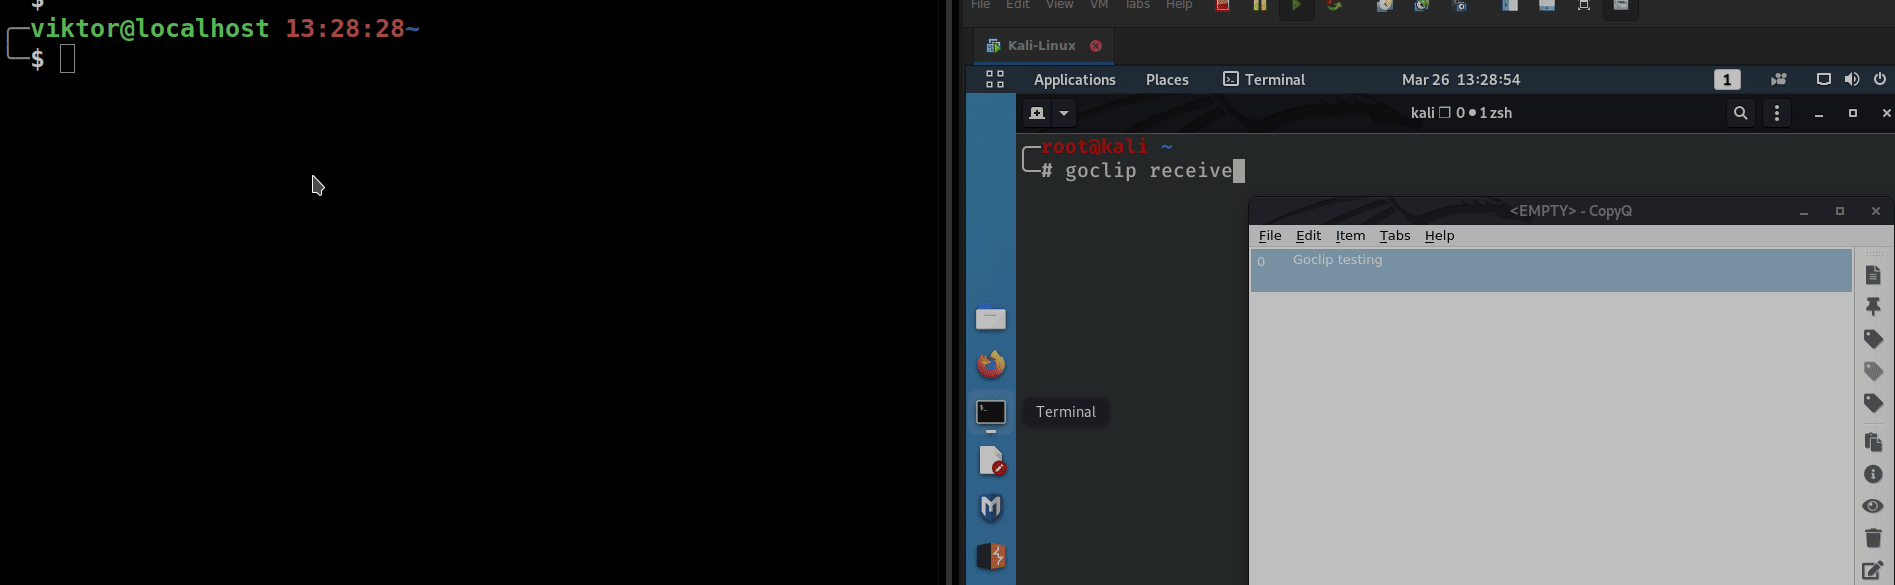 $
viktor@localhost 13:28:28~
$
File Edit View VM Tabs Help
Kali-Linux
Applications Places Terminal Mar 26 13:28:54 1
kali ☐ 0 • 1 zsh
root@kali ~
# goclip receive
<EMPTY> - CopyQ
File Edit Item Tabs Help
0 Goclip testing
Terminal